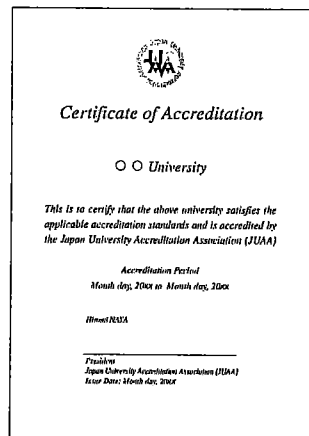 JUAA
Certificate of Accreditation
○ ○ University
This is to certify that the above university satisfies the
applicable accreditation standards and is accredited by
the Japan University Accreditation Association (JUAA)
Accreditation Period
Month day, 20xx to Month day, 20xx
President
Japan University Accreditation Association (JUAA)
Issue Date: Month day, 20xx